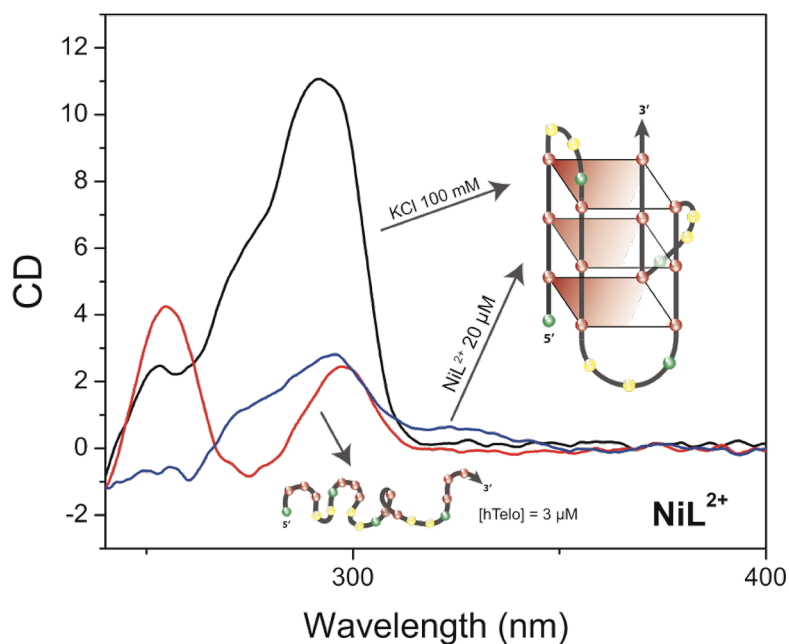 12
10
8
6
4
2
0
-2
CD
300
400
Wavelength (nm)
KCl 100 mM
NiL2+ 20 µM
3'
5'
5'
3'
[hTelo] = 3 µM
NiL2+